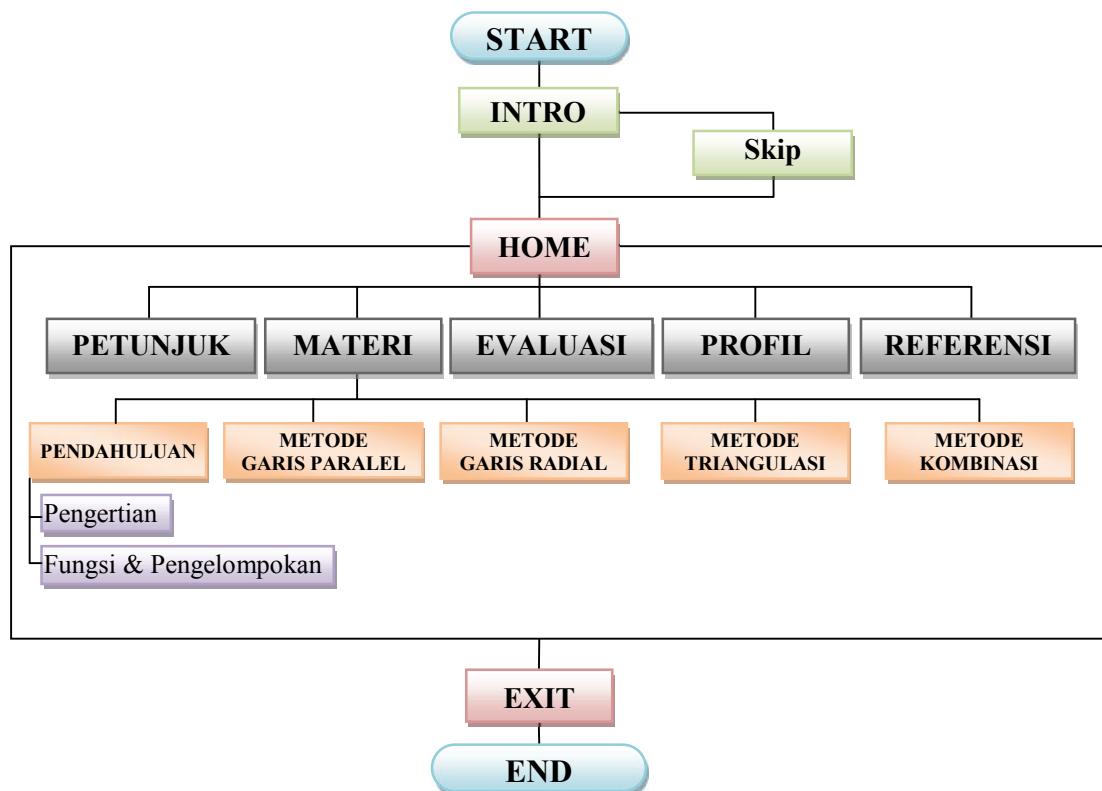 START
INTRO
Skip
HOME
PETUNJUK
MATERI
EVALUASI
PROFIL
REFERENSI
PENDAHULUAN
METODE
GARIS PARALEL
METODE
GARIS RADIAL
METODE
TRIANGULASI
METODE
KOMBINASI
Pengertian
Fungsi & Pengelompokan
EXIT
END